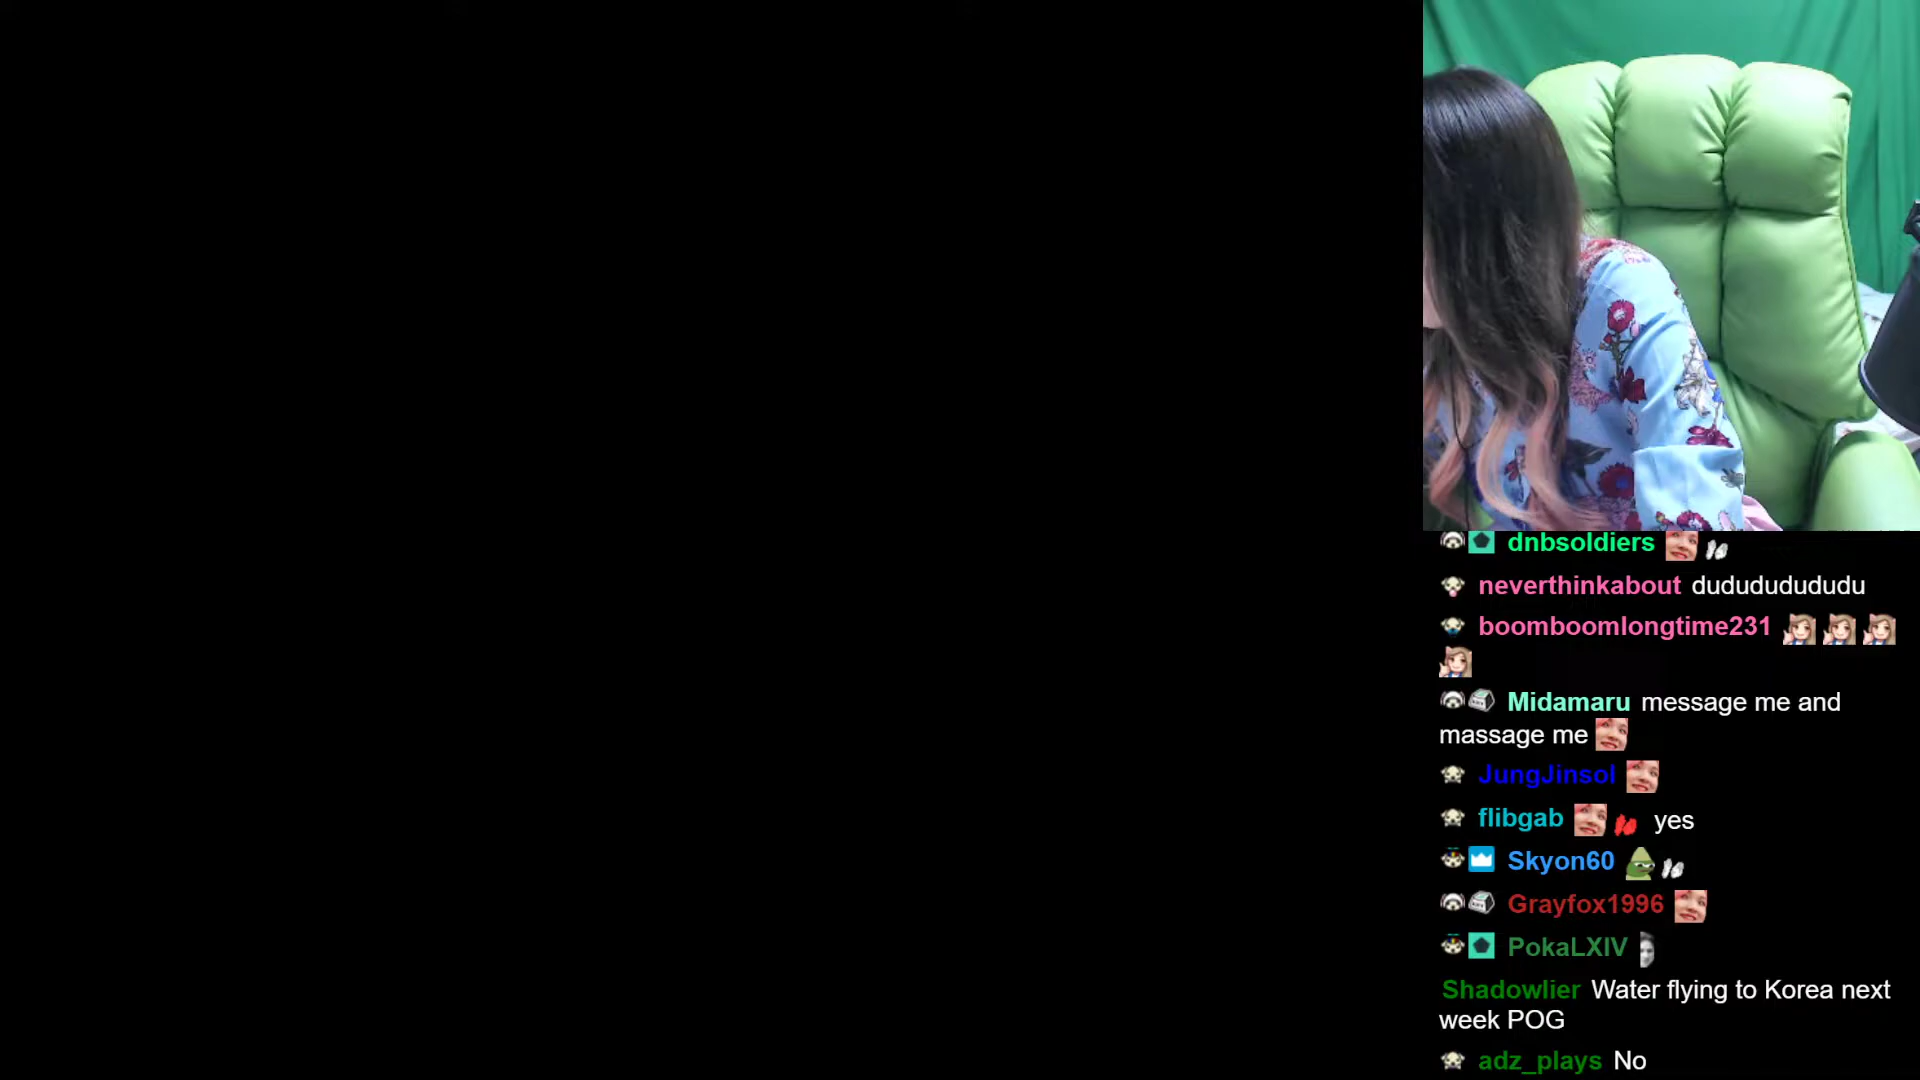 dnbsoldiers
neverthinkabout dudududududu
boomboomlongtime231
Midamaru message me and
massage me
JungJinsol
flibgab yes
Skyon60
Grayfox1996
PokaLXIV
Shadowlier Water flying to Korea next
week POG
adz_plays No